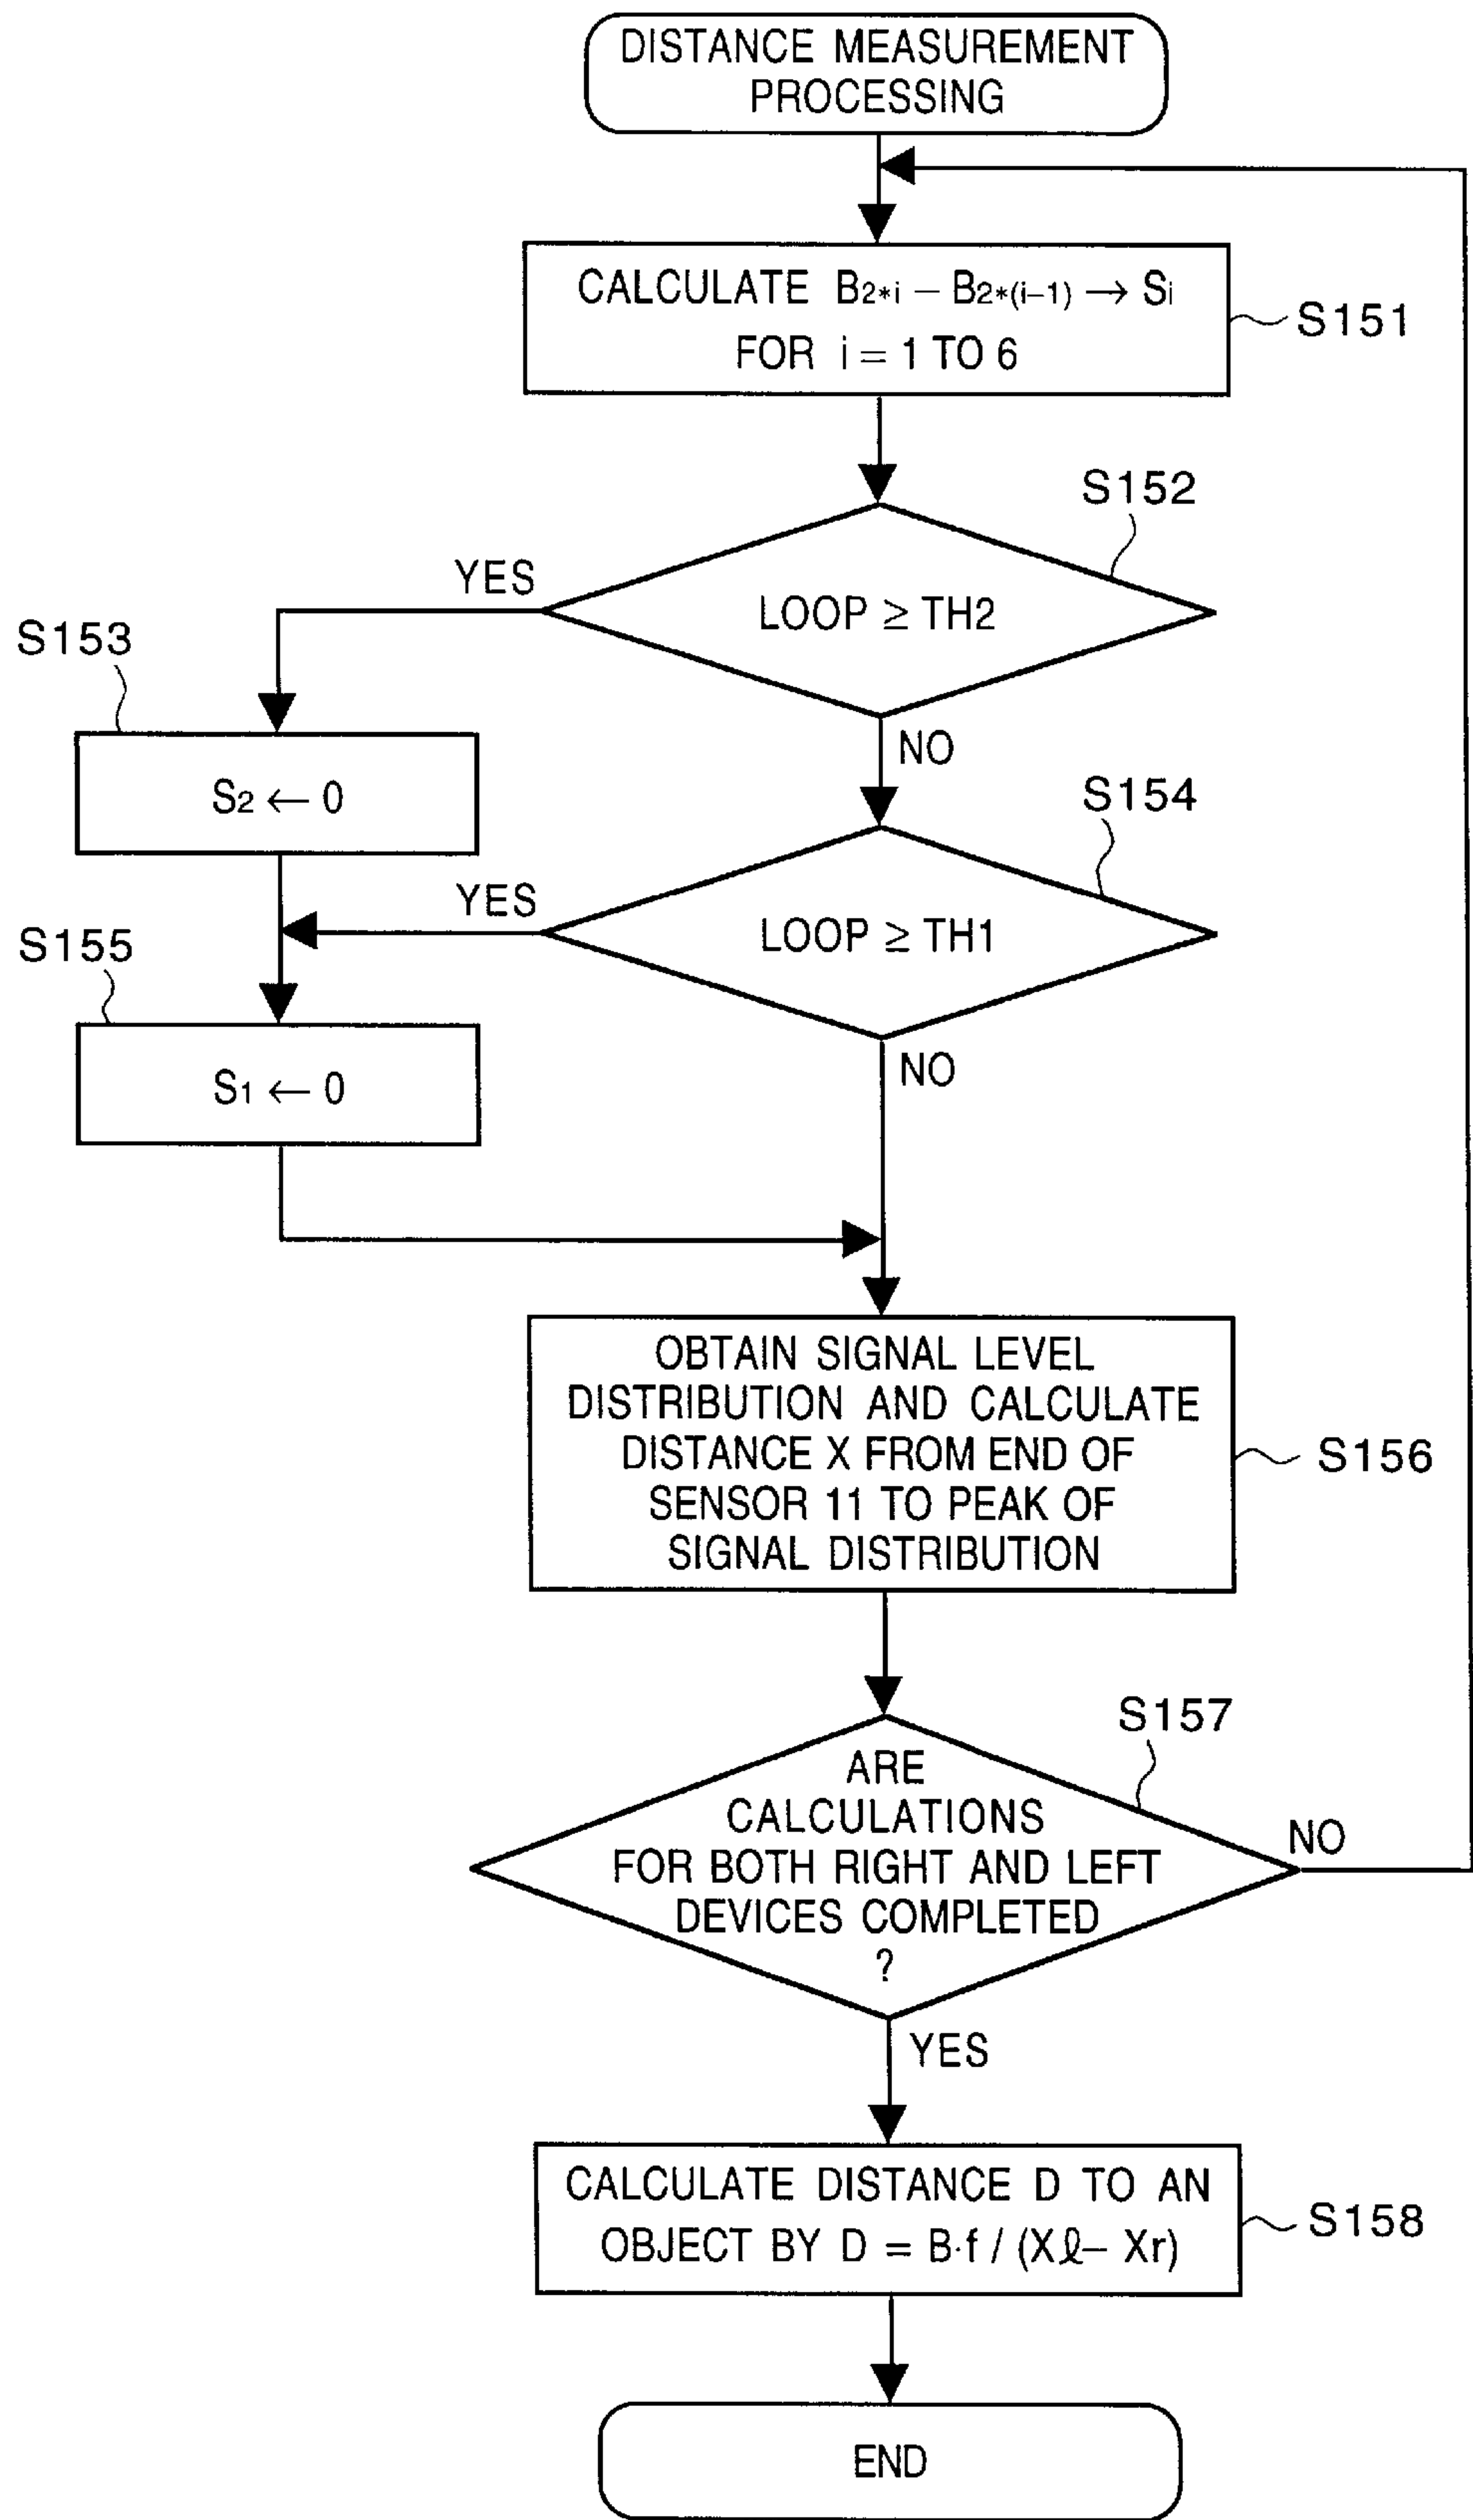 DISTANCE MEASUREMENT
PROCESSING
CALCULATE B2*i – B2*(i–1) → Si
FOR i = 1 TO 6
S151
S152
LOOP ≥ TH2
YES
NO
S153
S2 ← 0
S154
LOOP ≥ TH1
YES
NO
S155
S1 ← 0
OBTAIN SIGNAL LEVEL
DISTRIBUTION AND CALCULATE
DISTANCE X FROM END OF
SENSOR 11 TO PEAK OF
SIGNAL DISTRIBUTION
S156
S157
ARE
CALCULATIONS
FOR BOTH RIGHT AND LEFT
DEVICES COMPLETED
?
NO
YES
CALCULATE DISTANCE D TO AN
OBJECT BY D = B·f / (Xℓ– Xr)
S158
END